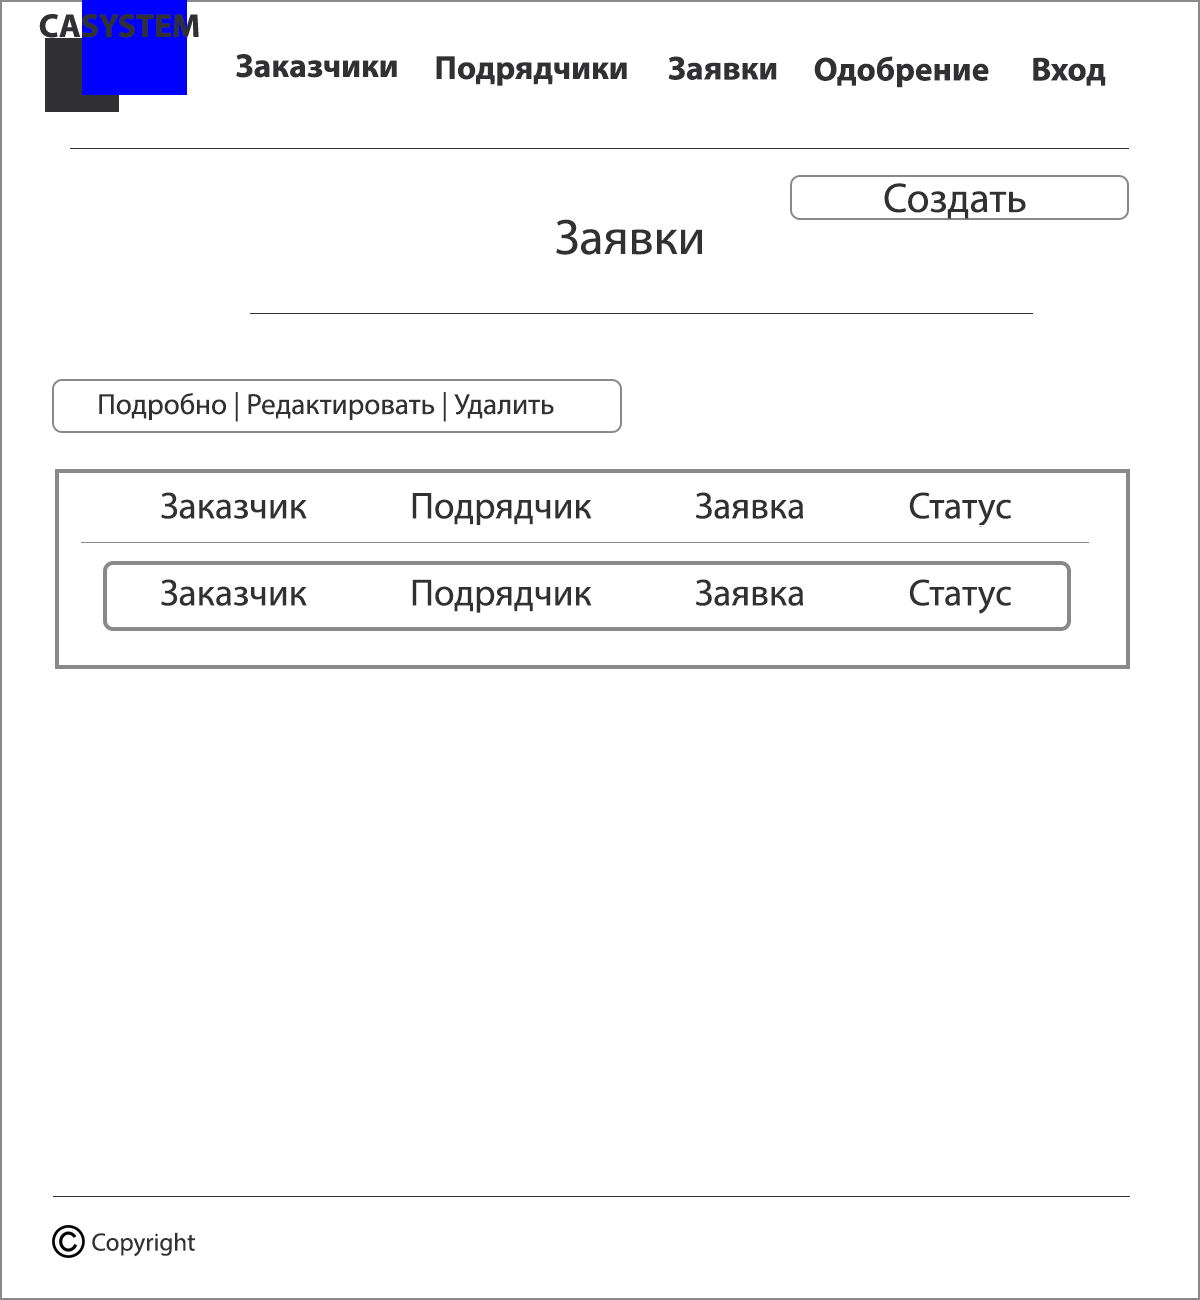 CASYSTEM
Заказчики Подрядчики Заявки Одобрение Вход
Создать
Заявки
Подробно | Редактировать | Удалить
Заказчик Подрядчик Заявка Статус
Заказчик Подрядчик Заявка Статус
© Copyright